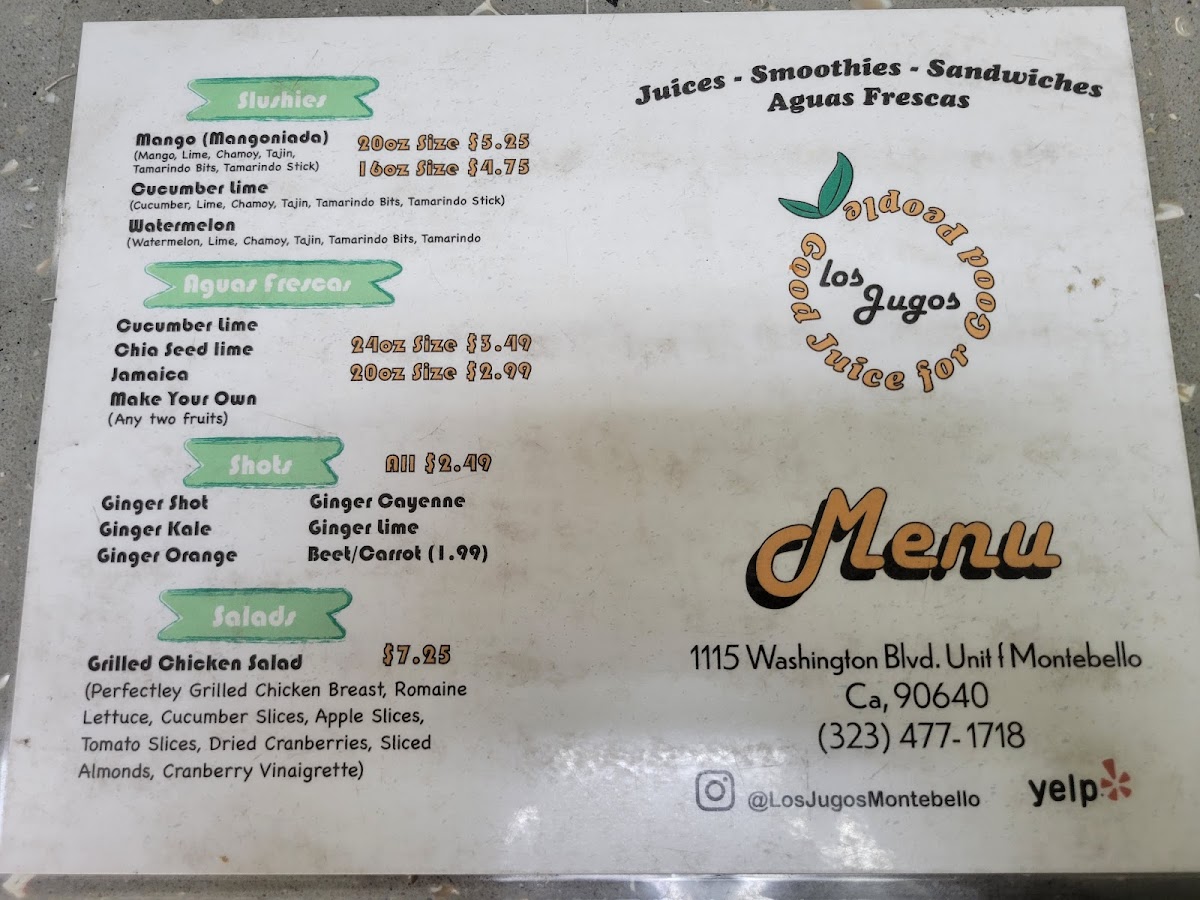 Slushies
Mango (Mangoniada)
(Mango, Lime, Chamoy, Tajin,
Tamarindo Bits, Tamarindo Stick)
20oz Size $5.25
16oz Size $4.75
Cucumber Lime
(Cucumber, Lime, Chamoy, Tajin, Tamarindo Bits, Tamarindo Stick)
Watermelon
(Watermelon, Lime, Chamoy, Tajin, Tamarindo Bits, Tamarindo
Aguas Frescas
Cucumber Lime
Chia Seed lime
Jamaica
Make Your Own
(Any two fruits)
24oz Size $3.49
20oz Size $2.99
Shots
All $2.49
Ginger Shot
Ginger Kale
Ginger Orange
Ginger Cayenne
Ginger Lime
Beet/Carrot (1.99)
Salads
Grilled Chicken Salad
$7.25
(Perfectley Grilled Chicken Breast, Romaine
Lettuce, Cucumber Slices, Apple Slices,
Tomato Slices, Dried Cranberries, Sliced
Almonds, Cranberry Vinaigrette)
Juices - Smoothies - Sandwiches
Aguas Frescas
Good Juice for Good people
Los
Jugos
Menu
1115 Washington Blvd. Unit f Montebello
Ca, 90640
(323) 477-1718
@LosJugosMontebello
yelp